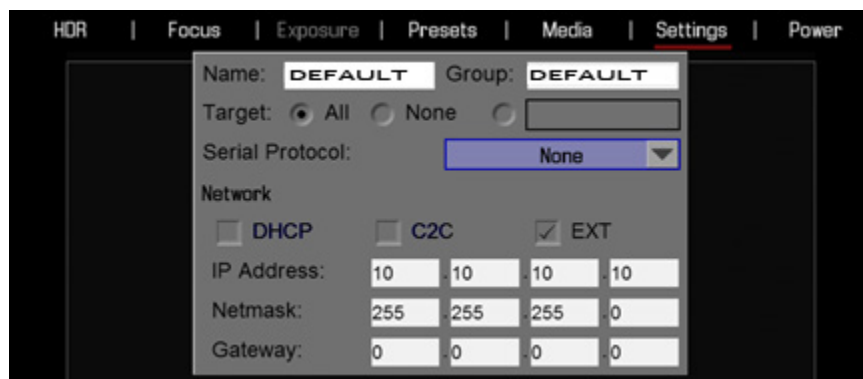 HDR | Focus | Exposure | Presets | Media | Settings | Power
Name: DEFAULT Group: DEFAULT
Target: All None
Serial Protocol: None
Network
DHCP C2C EXT
IP Address: 10 .10 .10 .10
Netmask: 255 .255 .255 .0
Gateway: 0 .0 .0 .0